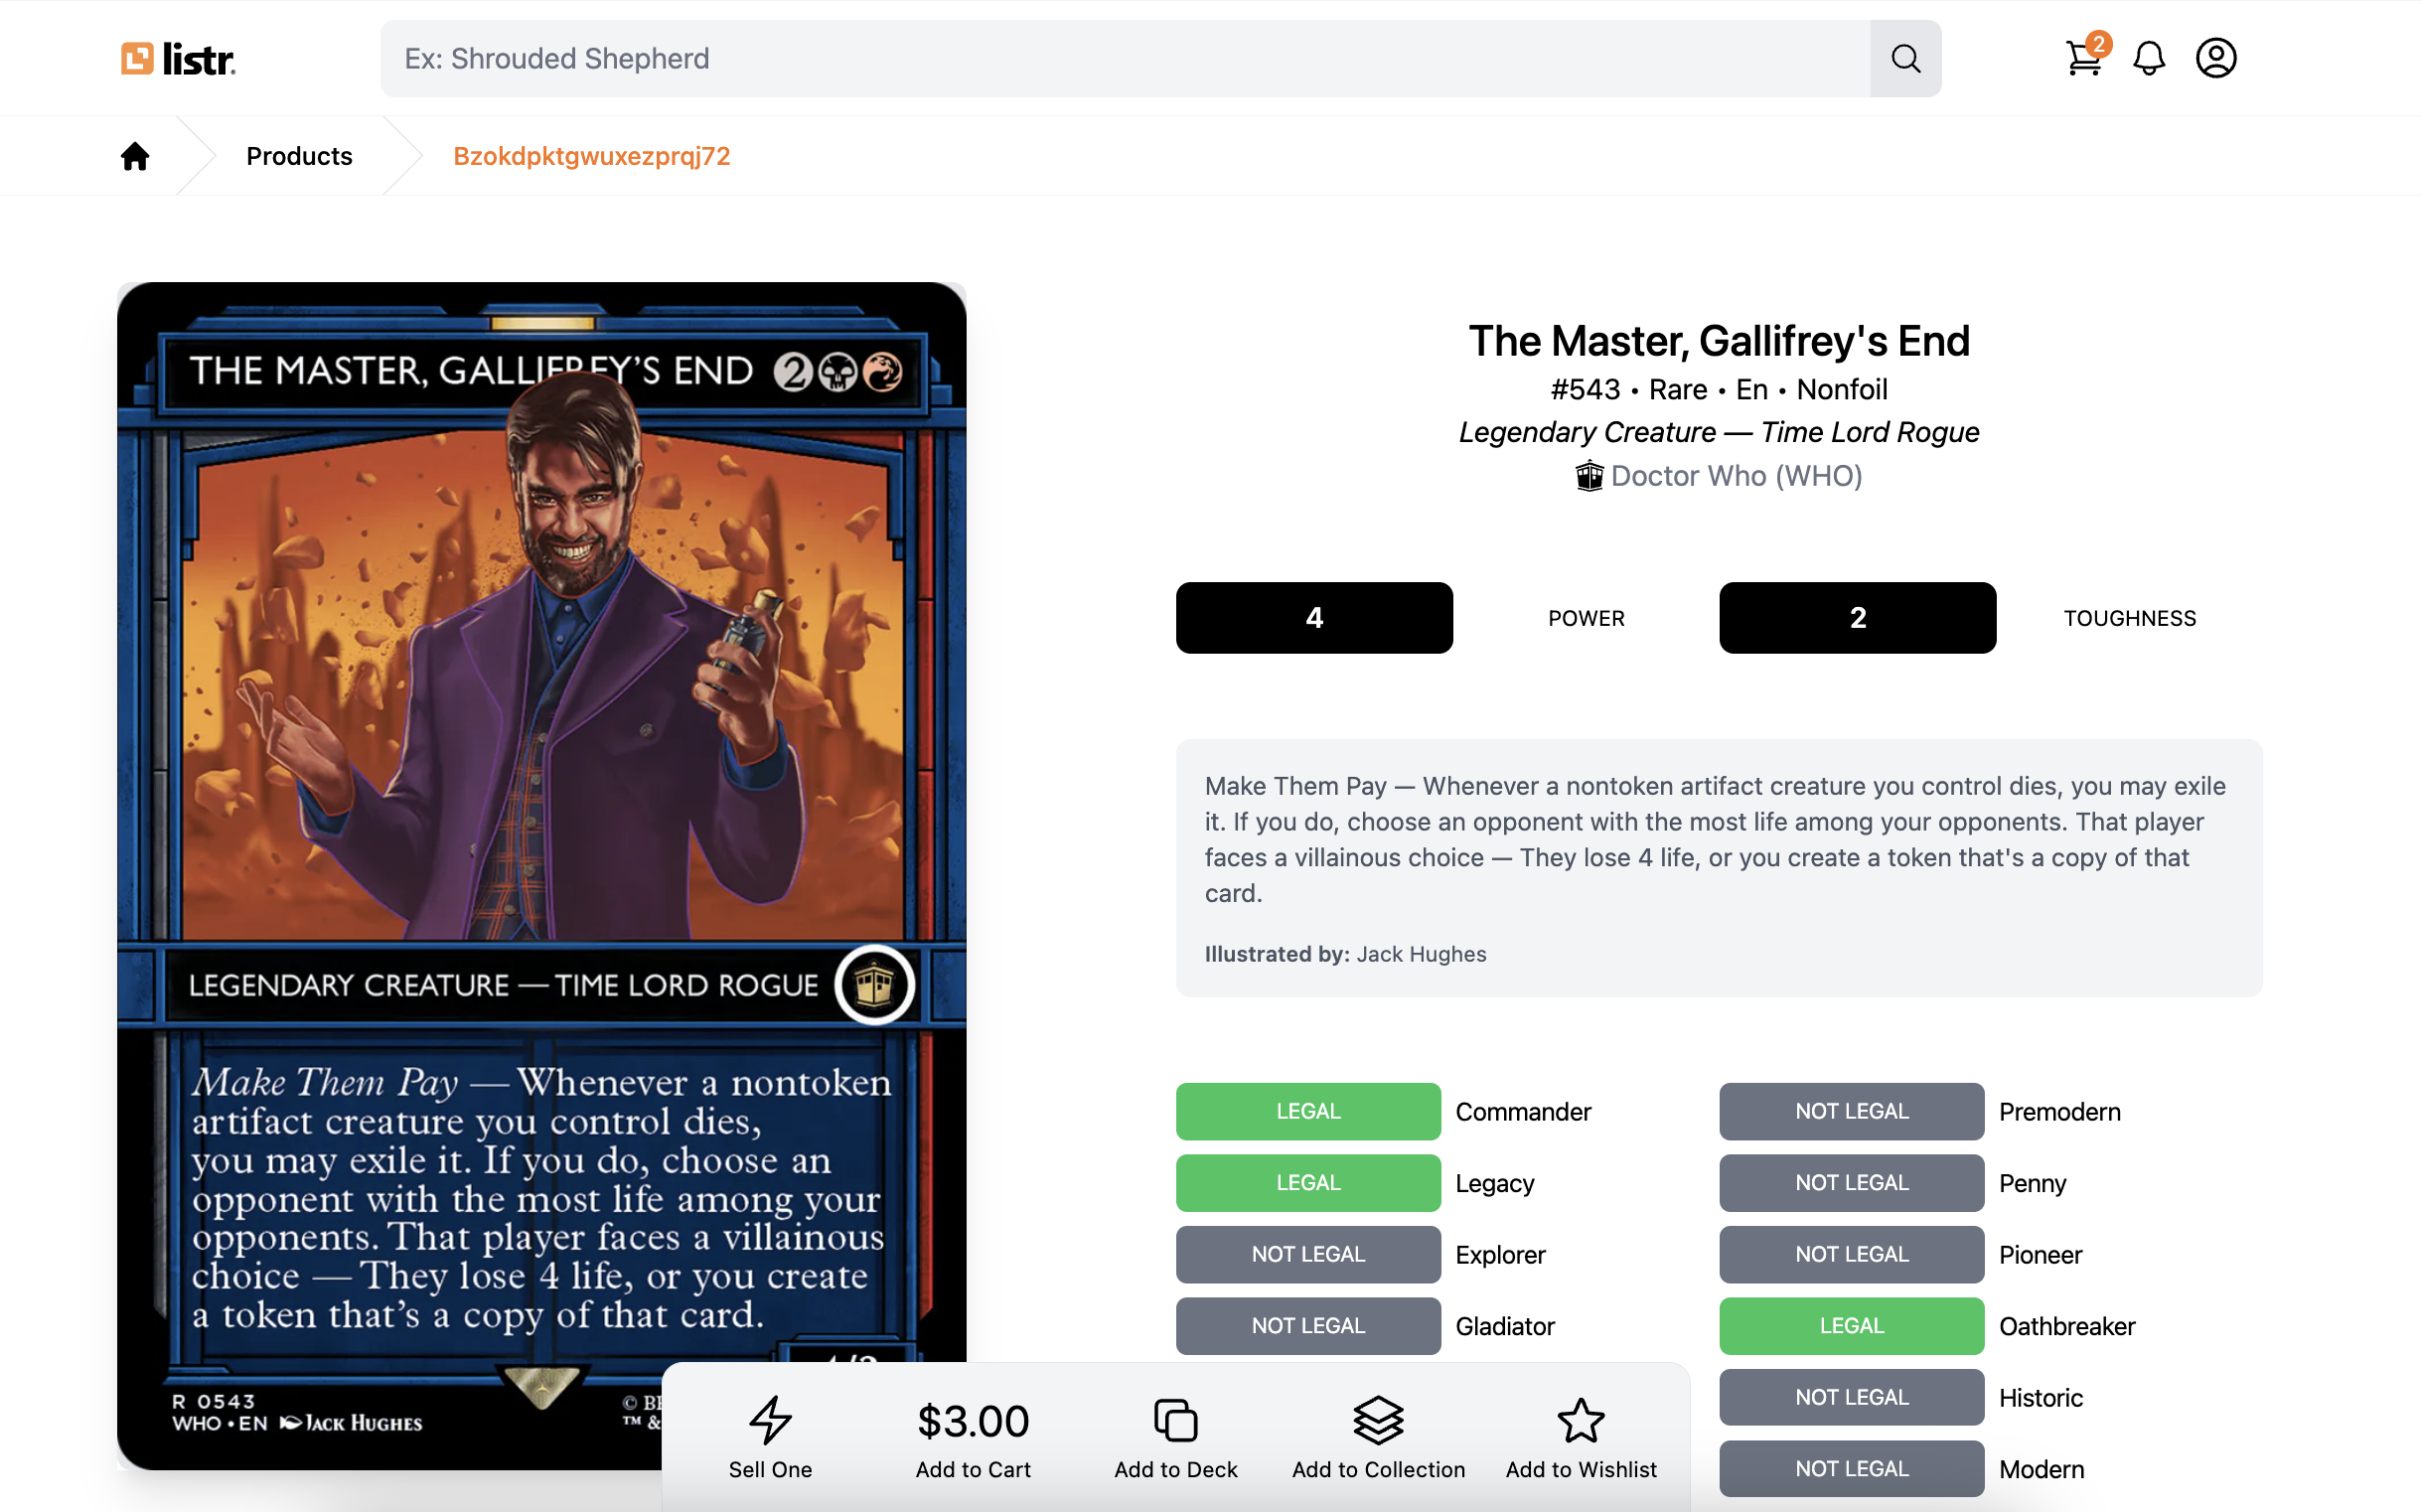 listr.
Ex: Shrouded Shepherd
2
Products
Bzokdpktgwuxezprqj72
THE MASTER, GALLIFREY'S END 2
LEGENDARY CREATURE — TIME LORD ROGUE
Make Them Pay — Whenever a nontoken
artifact creature you control dies,
you may exile it. If you do, choose an
opponent with the most life among your
opponents. That player faces a villainous
choice — They lose 4 life, or you create
a token that's a copy of that card.
R 0543
WHO • EN JACK HUGHES
™ &
The Master, Gallifrey's End
#543 • Rare • En • Nonfoil
Legendary Creature — Time Lord Rogue
Doctor Who (WHO)
4 POWER 2 TOUGHNESS
Make Them Pay — Whenever a nontoken artifact creature you control dies, you may exile
it. If you do, choose an opponent with the most life among your opponents. That player
faces a villainous choice — They lose 4 life, or you create a token that's a copy of that
card.
Illustrated by: Jack Hughes
LEGAL Commander
LEGAL Legacy
NOT LEGAL Explorer
NOT LEGAL Gladiator
NOT LEGAL Premodern
NOT LEGAL Penny
NOT LEGAL Pioneer
LEGAL Oathbreaker
NOT LEGAL Historic
NOT LEGAL Modern
Sell One
$3.00
Add to Cart
Add to Deck
Add to Collection
Add to Wishlist